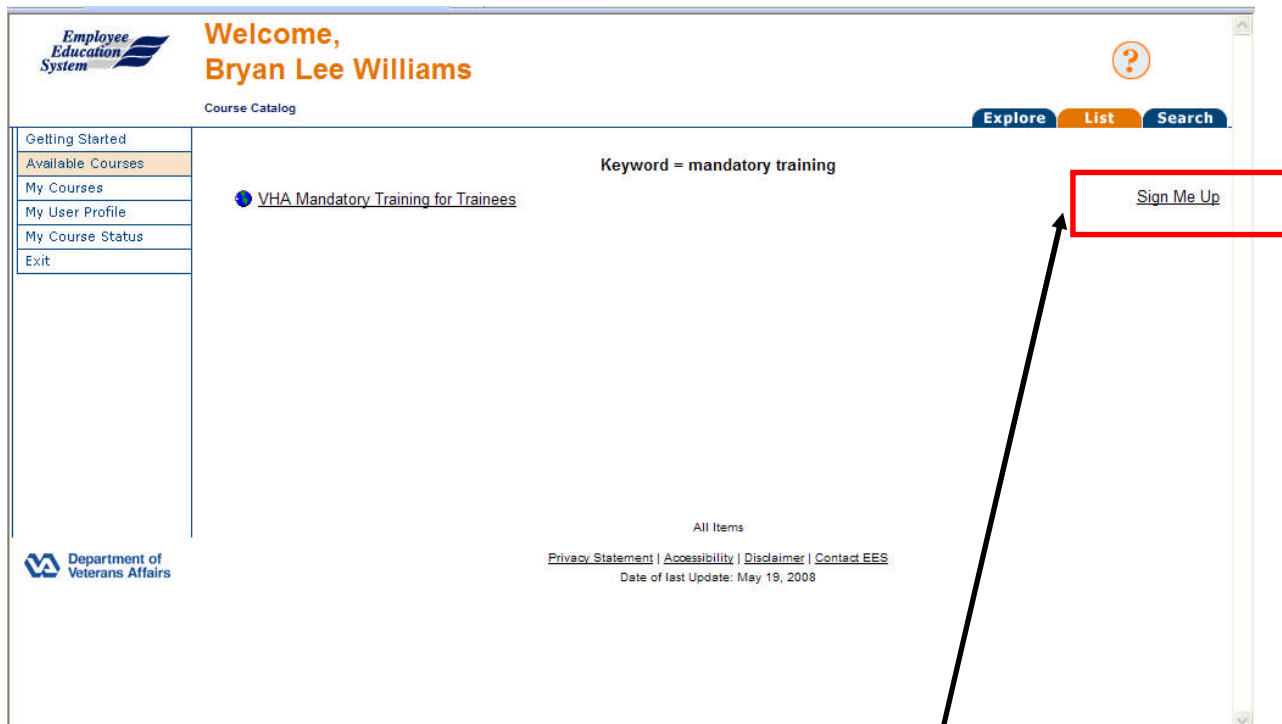 Employee
Education
System
Welcome,
Bryan Lee Williams
?
Course Catalog
Explore List Search
Getting Started
Available Courses
My Courses
My User Profile
My Course Status
Exit
Keyword = mandatory training
VHA Mandatory Training for Trainees
Sign Me Up
All Items
VA Department of
Veterans Affairs
Privacy Statement | Accessibility | Disclaimer | Contact EES
Date of last Update: May 19, 2008